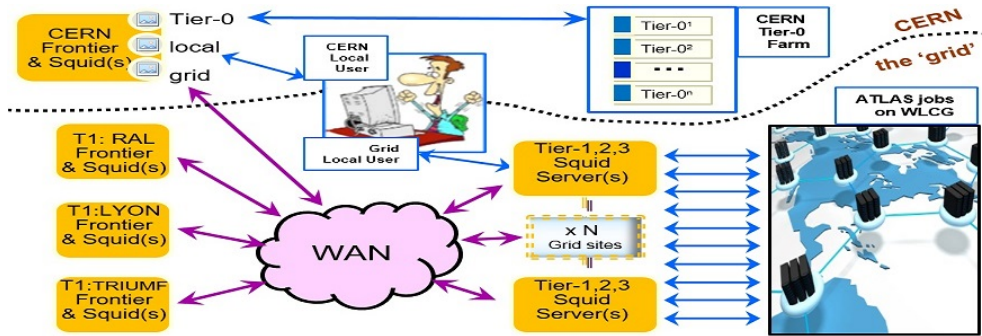 CERN
Frontier
& Squid(s)
Tier-0
local
grid
CERN
Local
User
Grid
Local User
Tier-0¹
Tier-0²
- - -
Tier-0ⁿ
CERN
Tier-0
Farm
CERN
the 'grid'
ATLAS jobs
on WLCG
T1: RAL
Frontier
& Squid(s)
T1:LYON
Frontier
& Squid(s)
T1:TRIUMF
Frontier
& Squid(s)
WAN
Tier-1,2,3
Squid
Server(s)
x N
Grid sites
Tier-1,2,3
Squid
Server(s)